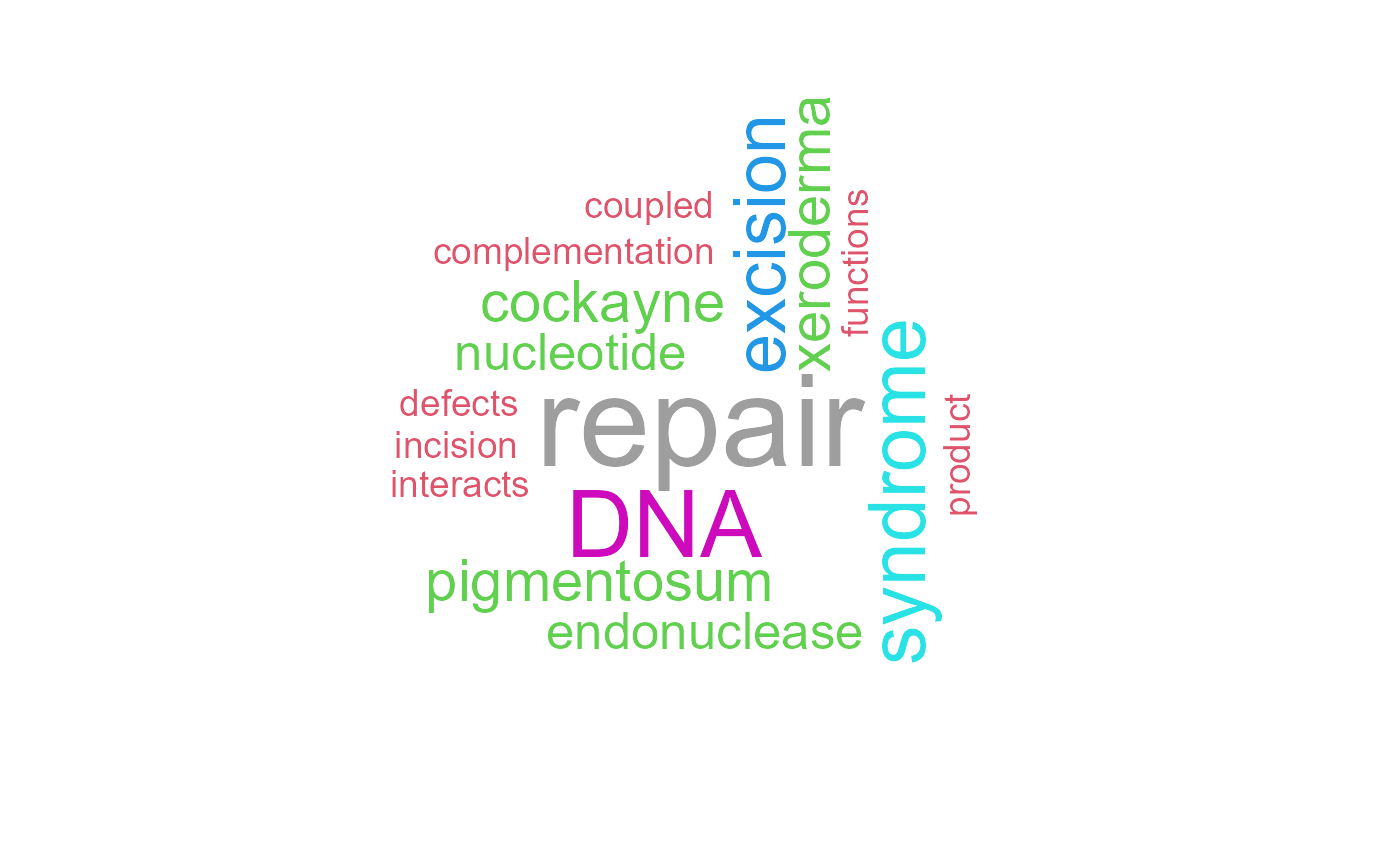 excision
xeroderma
coupled
functions
complementation
cockayne
syndrome
nucleotide
repair
defects
product
incision
interacts
DNA
pigmentosum
endonuclease